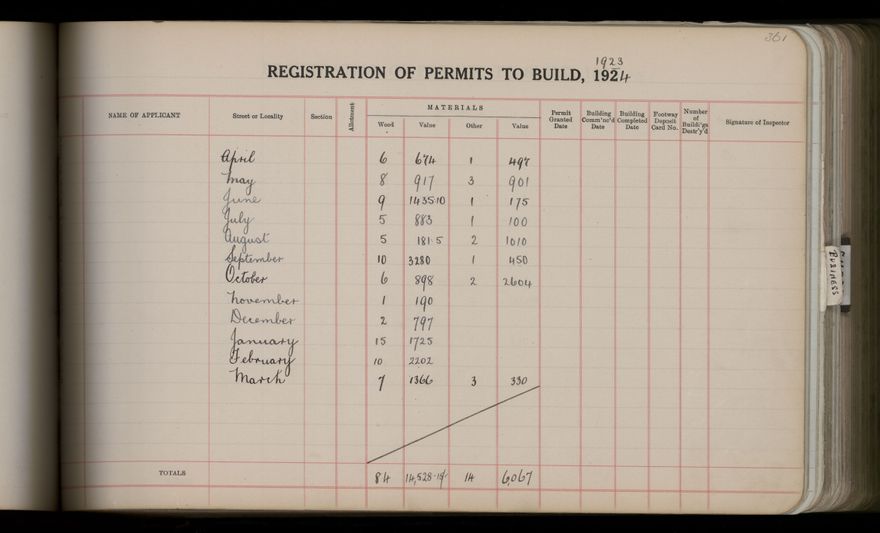 361
1923
REGISTRATION OF PERMITS TO BUILD, 1924
NAME OF APPLICANT Street or Locality Section Allotment MATERIALS Wood Value Other Value Permit Granted Date Building Comm'nc'd Date Building Completed Date Footway Deposit Card No. Number of Buildi'gs Destr'y'd Signature of Inspector
April 6 674 1 497
May 8 917 3 901
June 9 1435.10 1 175
July 5 883 1 100
August 5 181.5 2 1010
September 10 3280 1 450
October 6 898 2 2604
November 1 190
December 2 797
January 15 1725
February 10 2202
March 7 1366 3 330
TOTALS 84 14,528.15/- 14 6,067
BUSINESS